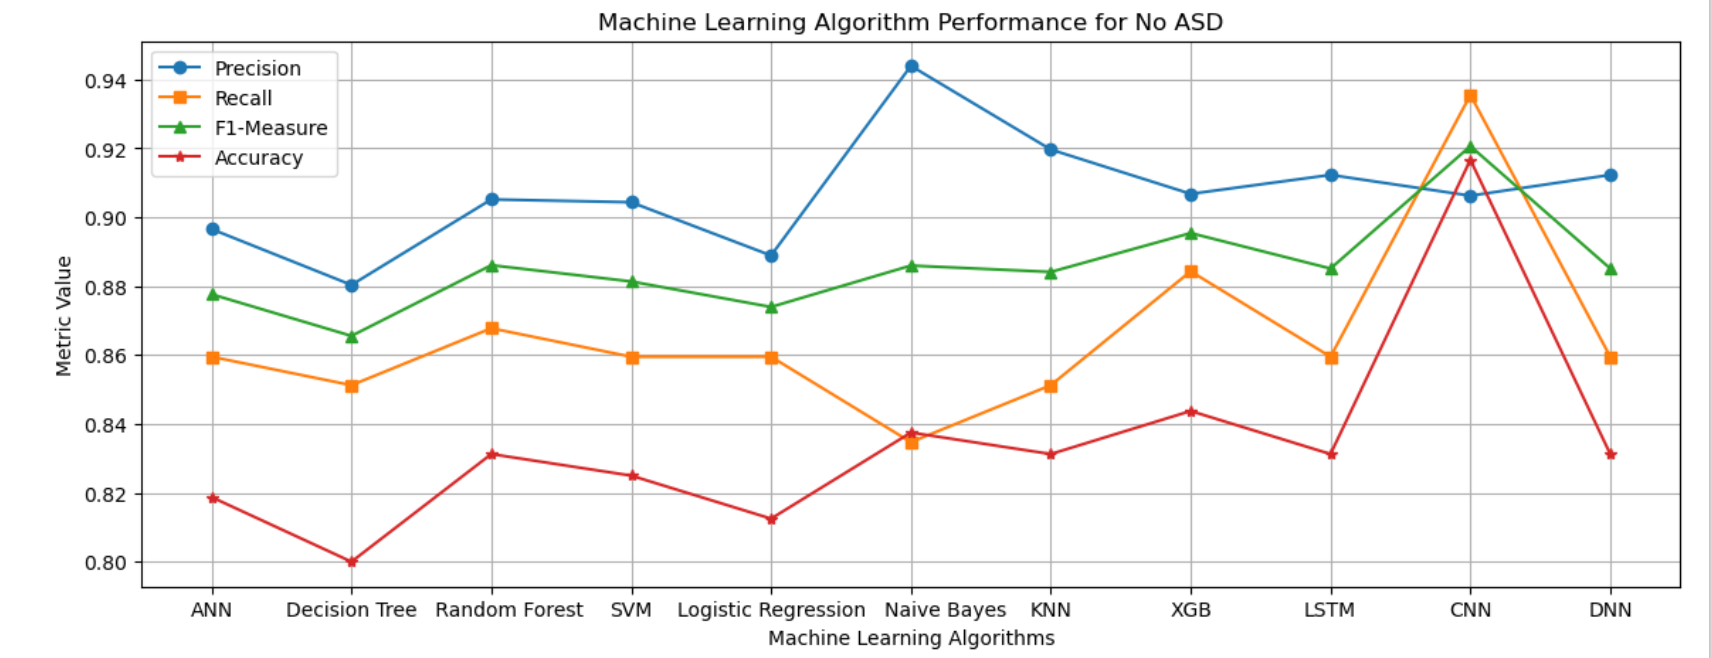 Machine Learning Algorithm Performance for No ASD
Precision
Recall
F1-Measure
Accuracy
0.94
0.92
0.90
0.88
0.86
0.84
0.82
0.80
Metric Value
ANN Decision Tree Random Forest SVM Logistic Regression Naive Bayes KNN XGB LSTM CNN DNN
Machine Learning Algorithms